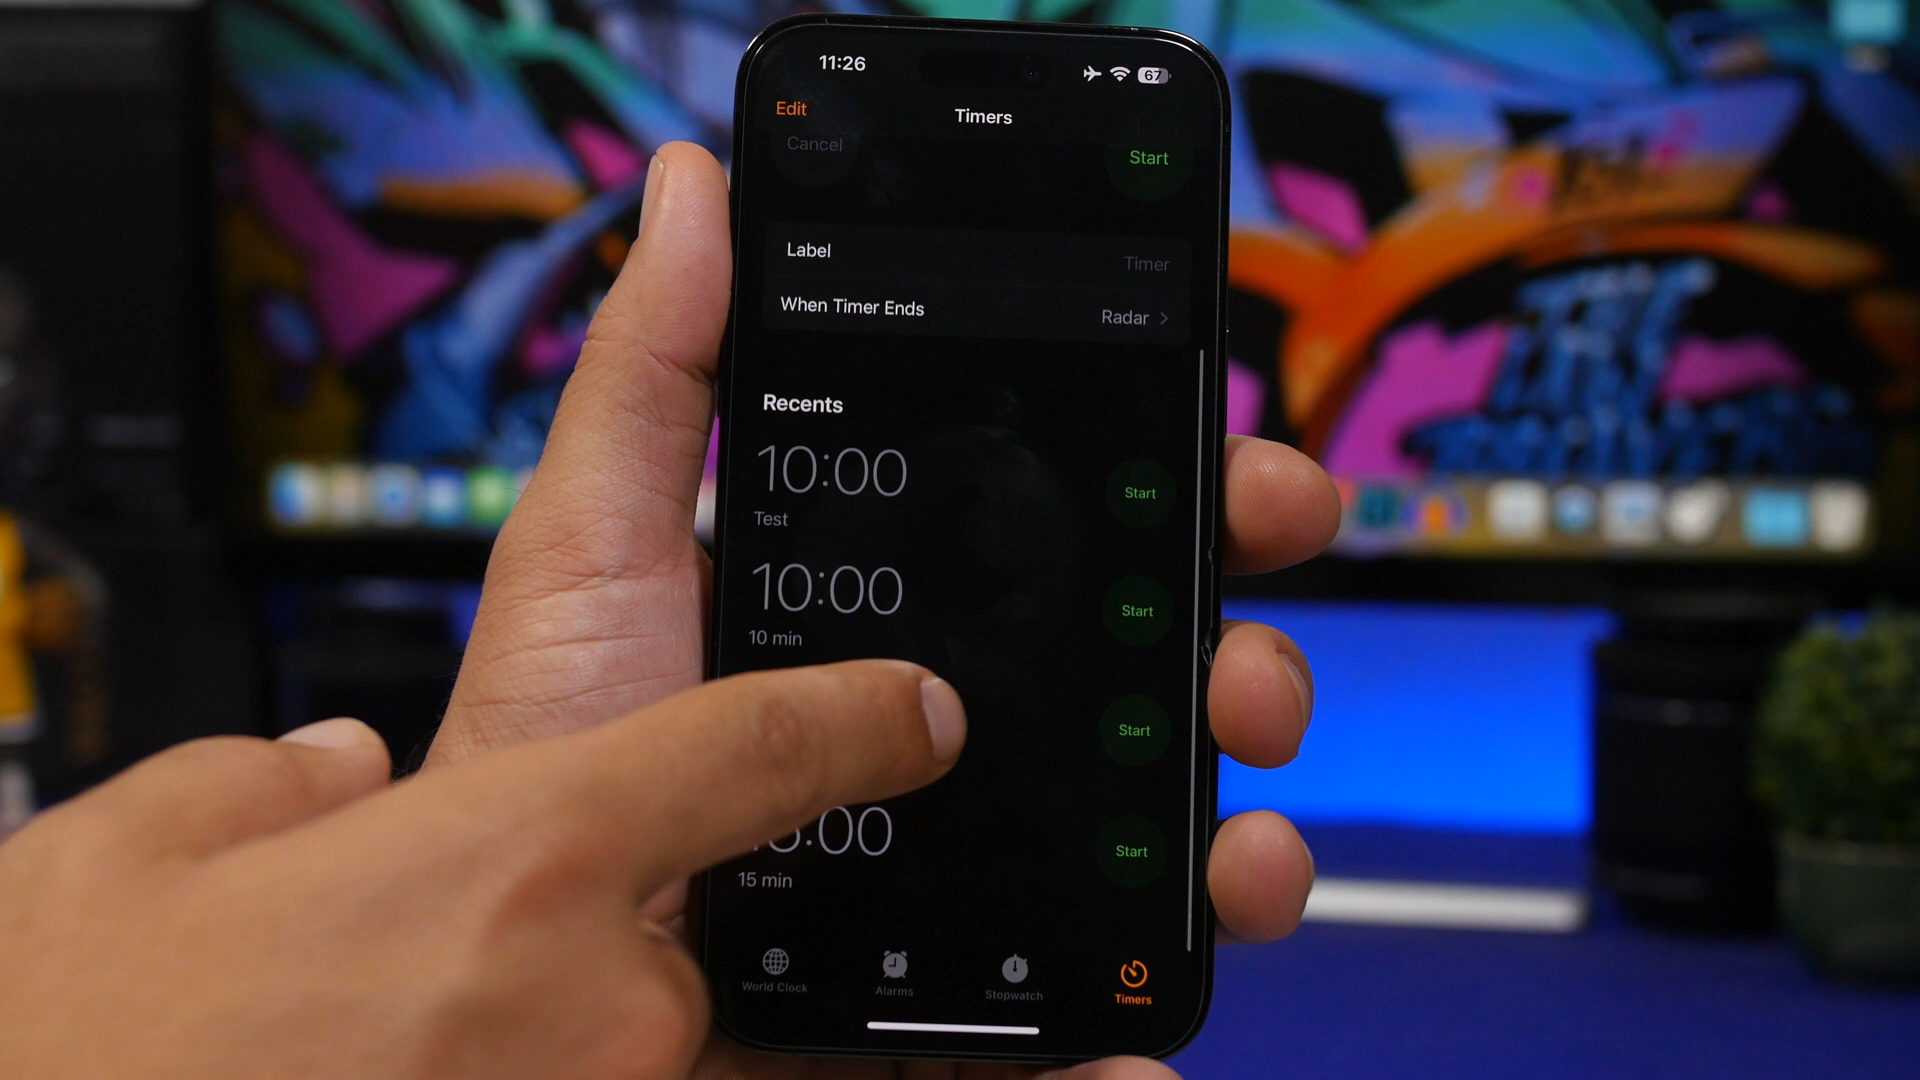 11:26
67
Edit
Timers
Cancel
Start
Label
Timer
When Timer Ends
Radar
Recents
10:00
Start
Test
10:00
Start
10 min
Start
Start
15 min
World Clock
Alarms
Stopwatch
Timers